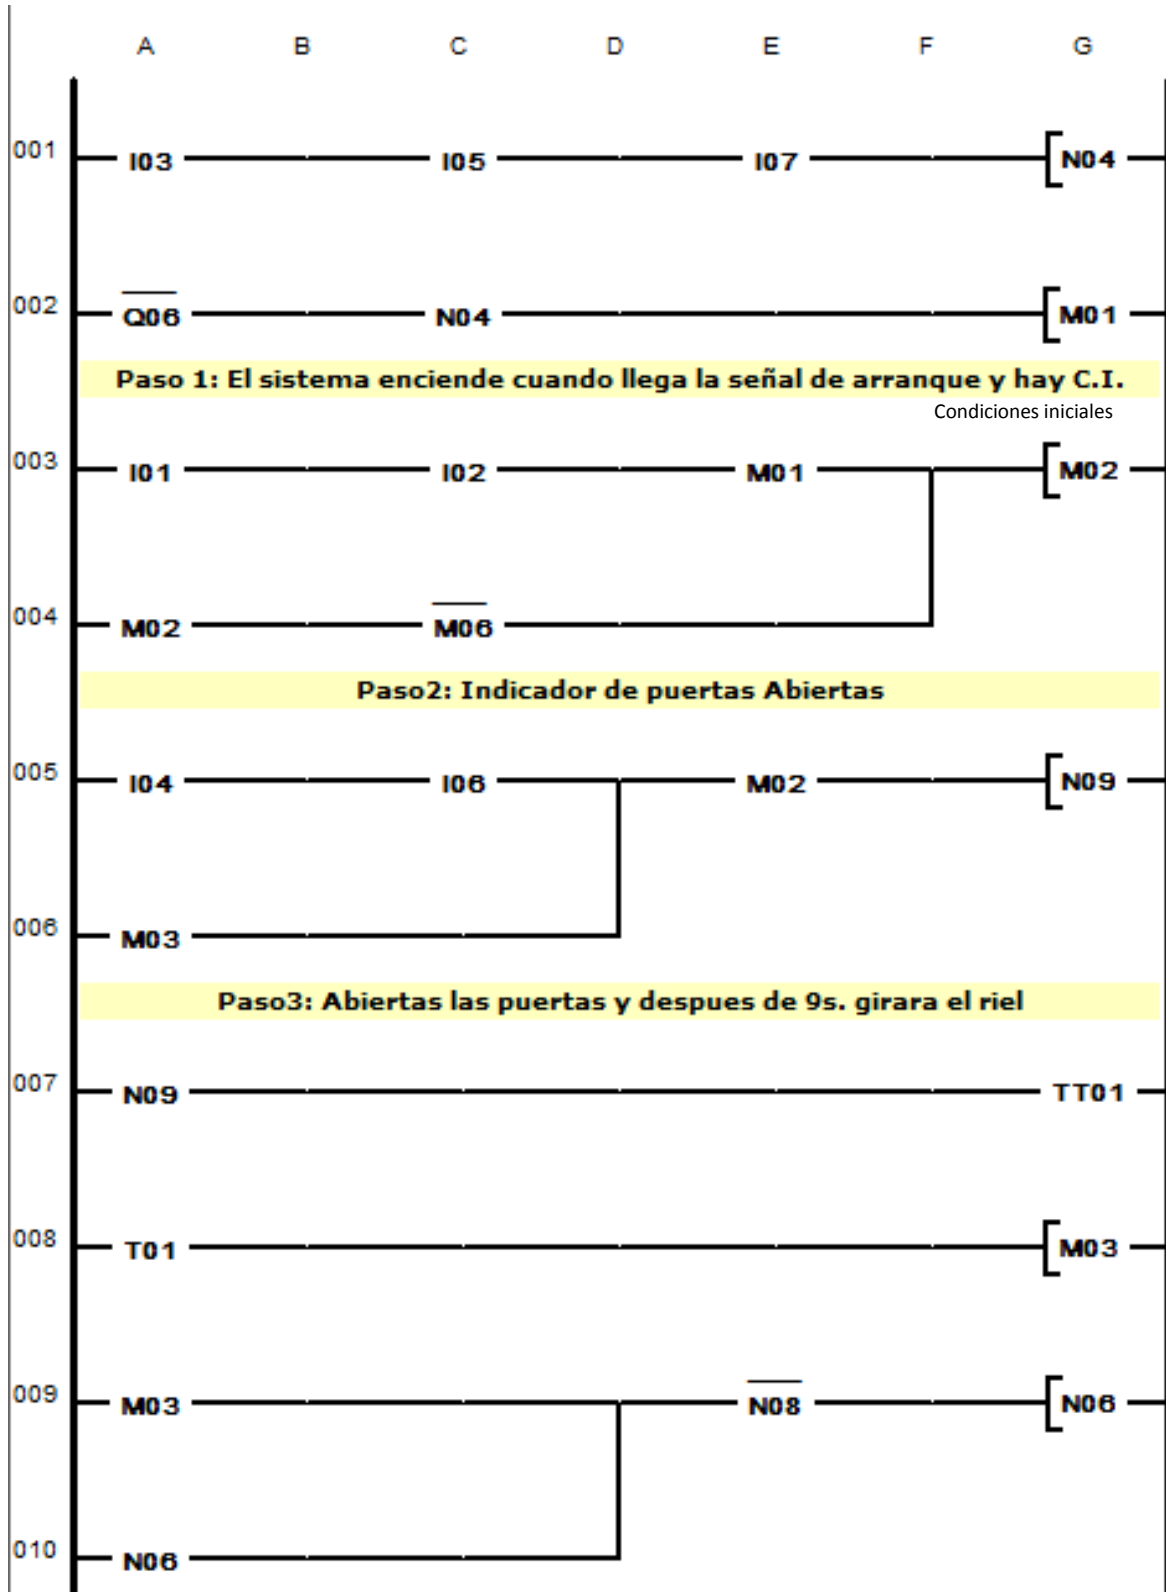 A B C D E F G
001 I03 I05 I07 N04
002 Q06 N04 M01
Paso 1: El sistema enciende cuando llega la señal de arranque y hay C.I.
Condiciones iniciales
003 I01 I02 M01 M02
004 M02 M06
Paso2: Indicador de puertas Abiertas
005 I04 I06 M02 N09
006 M03
Paso3: Abiertas las puertas y despues de 9s. girara el riel
007 N09 TT01
008 T01 M03
009 M03 N08 N06
010 N06